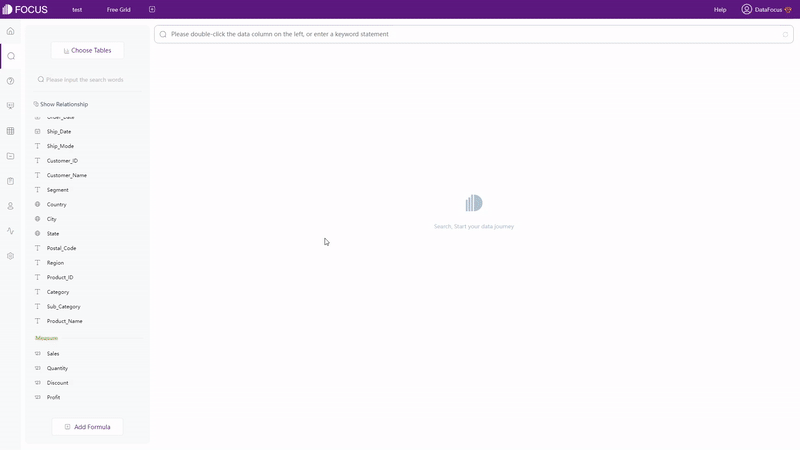 FOCUS test Free Grid Help DataFocus
Choose Tables
Please double-click the data column on the left, or enter a keyword statement
Please input the search words
Show Relationship
Order_Date
Ship_Date
Ship_Mode
Customer_ID
Customer_Name
Segment
Country
City
State
Postal_Code
Region
Product_ID
Category
Sub_Category
Product_Name
Measure
Sales
Quantity
Discount
Profit
Add Formula
Search, Start your data journey